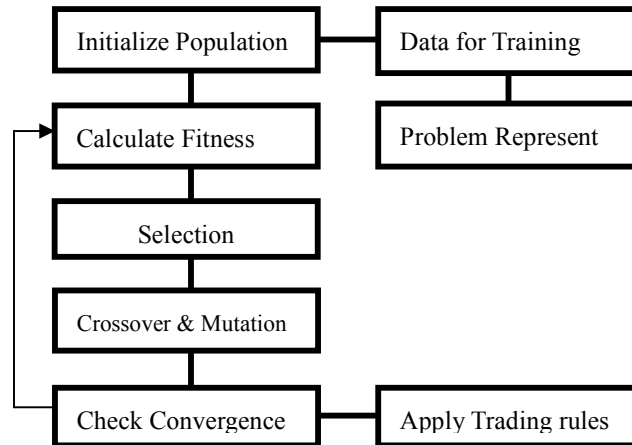 Initialize Population
Data for Training
Calculate Fitness
Problem Represent
Selection
Crossover & Mutation
Check Convergence
Apply Trading rules